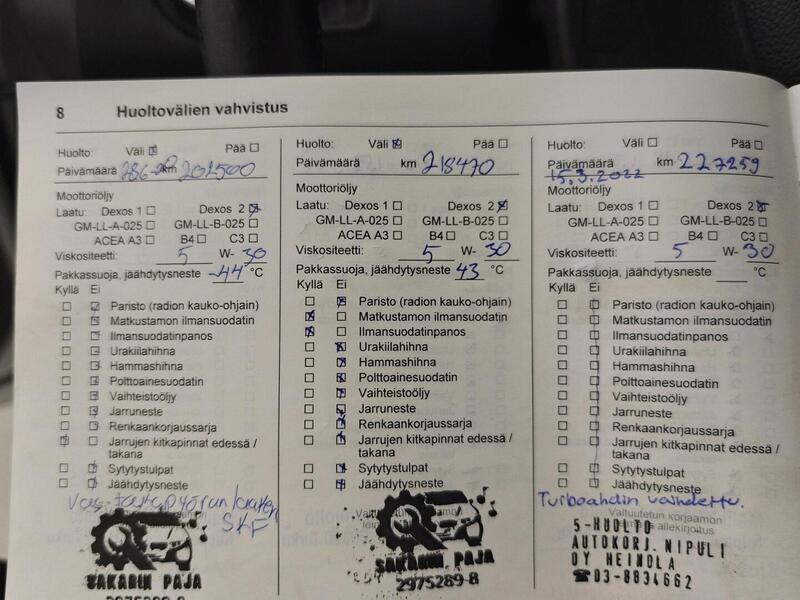 8 Huoltovälien vahvistus
Huolto: Väli ☒ Pää ☐
Päivämäärä 28.6-20 km 201500
Moottoriöljy
Laatu: Dexos 1 ☐ Dexos 2 ☒
GM-LL-A-025 ☐ GM-LL-B-025 ☐
ACEA A3 ☐ B4 ☐ C3 ☐
Viskositeetti: 5 W- 30
Pakkassuoja, jäähdytysneste -44 °C
Kyllä Ei
☐ ☒ Paristo (radion kauko-ohjain)
☐ ☒ Matkustamon ilmansuodatin
☐ ☒ Ilmansuodatinpanos
☐ ☒ Urakiilahihna
☐ ☒ Hammashihna
☐ ☒ Polttoainesuodatin
☐ ☒ Vaihteistoöljy
☐ ☒ Jarruneste
☐ ☒ Renkaankorjaussarja
☒ ☐ Jarrujen kitkapinnat edessä /
takana
☐ ☒ Sytytystulpat
☐ ☒ Jäähdytysneste
SKF
SAKARIN PAJA
2975289-8
Huolto: Väli ☒ Pää ☐
Päivämäärä km 218470
Moottoriöljy
Laatu: Dexos 1 ☐ Dexos 2 ☒
GM-LL-A-025 ☐ GM-LL-B-025 ☐
ACEA A3 ☐ B4 ☐ C3 ☐
Viskositeetti: 5 W- 30
Pakkassuoja, jäähdytysneste 43 °C
Kyllä Ei
☐ ☒ Paristo (radion kauko-ohjain)
☒ ☐ Matkustamon ilmansuodatin
☒ ☐ Ilmansuodatinpanos
☐ ☒ Urakiilahihna
☐ ☒ Hammashihna
☐ ☒ Polttoainesuodatin
☐ ☒ Vaihteistoöljy
☐ ☒ Jarruneste
☐ ☒ Renkaankorjaussarja
☐ ☒ Jarrujen kitkapinnat edessä /
takana
☐ ☒ Sytytystulpat
☐ ☒ Jäähdytysneste
SAKARIN PAJA
2975289-8
Huolto: Väli ☐ Pää ☐
Päivämäärä km 227259
15.3.2022
Moottoriöljy
Laatu: Dexos 1 ☐ Dexos 2 ☒
GM-LL-A-025 ☐ GM-LL-B-025 ☐
ACEA A3 ☐ B4 ☐ C3 ☐
Viskositeetti: 5 W- 30
Pakkassuoja, jäähdytysneste °C
Kyllä Ei
☐ ☐ Paristo (radion kauko-ohjain)
☐ ☐ Matkustamon ilmansuodatin
☐ ☐ Ilmansuodatinpanos
☐ ☐ Urakiilahihna
☐ ☐ Hammashihna
☐ ☐ Polttoainesuodatin
☐ ☐ Vaihteistoöljy
☐ ☐ Jarruneste
☐ ☐ Renkaankorjaussarja
☐ ☐ Jarrujen kitkapinnat edessä /
takana
☐ ☐ Sytytystulpat
☐ ☐ Jäähdytysneste
Turboahdin vaihdettu.
Valtuutetun korjaamon
allekirjoitus
5-HUOLTO
AUTOKORJ. NIPULI
OY HEINOLA
☎03-8834662